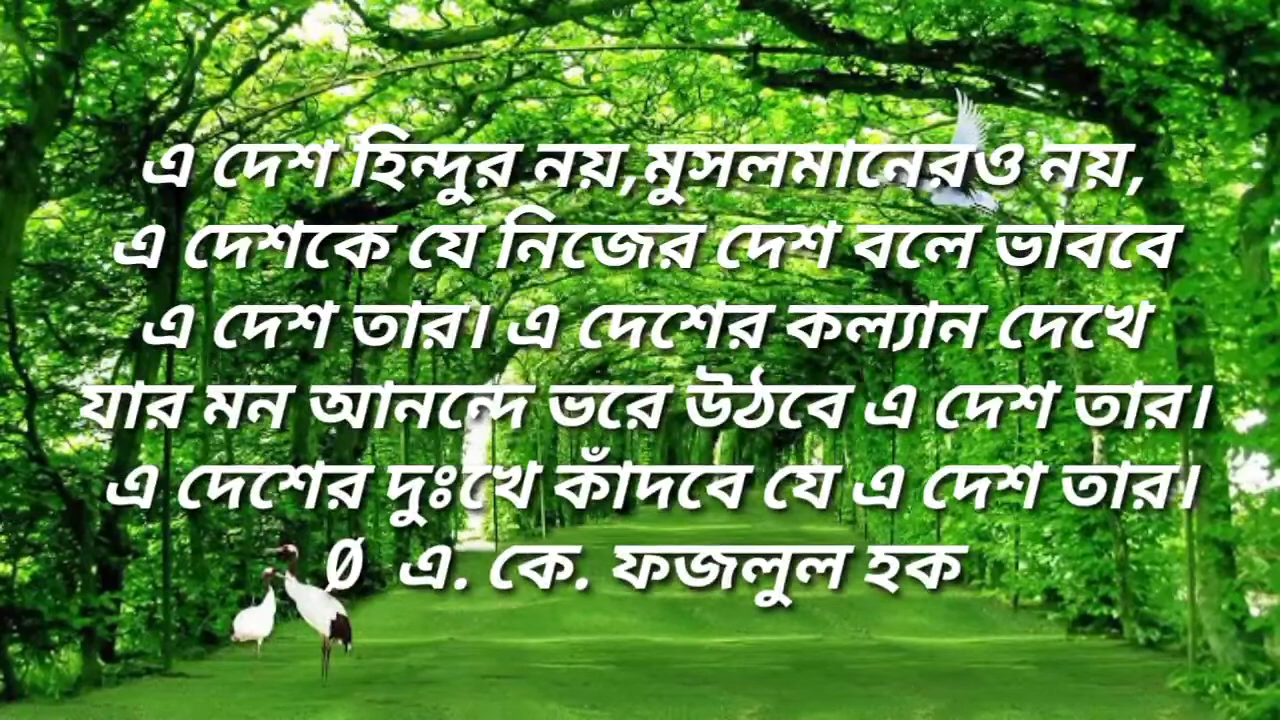 এ দেশ হিন্দুর নয়,মুসলমানেরও নয়,
এ দেশকে যে নিজের দেশ বলে ভাববে
এ দেশ তার। এ দেশের কল্যান দেখে
যার মন আনন্দে ভরে উঠবে এ দেশ তার।
এ দেশের দুঃখে কাঁদবে যে এ দেশ তার।
Ø এ. কে. ফজলুল হক